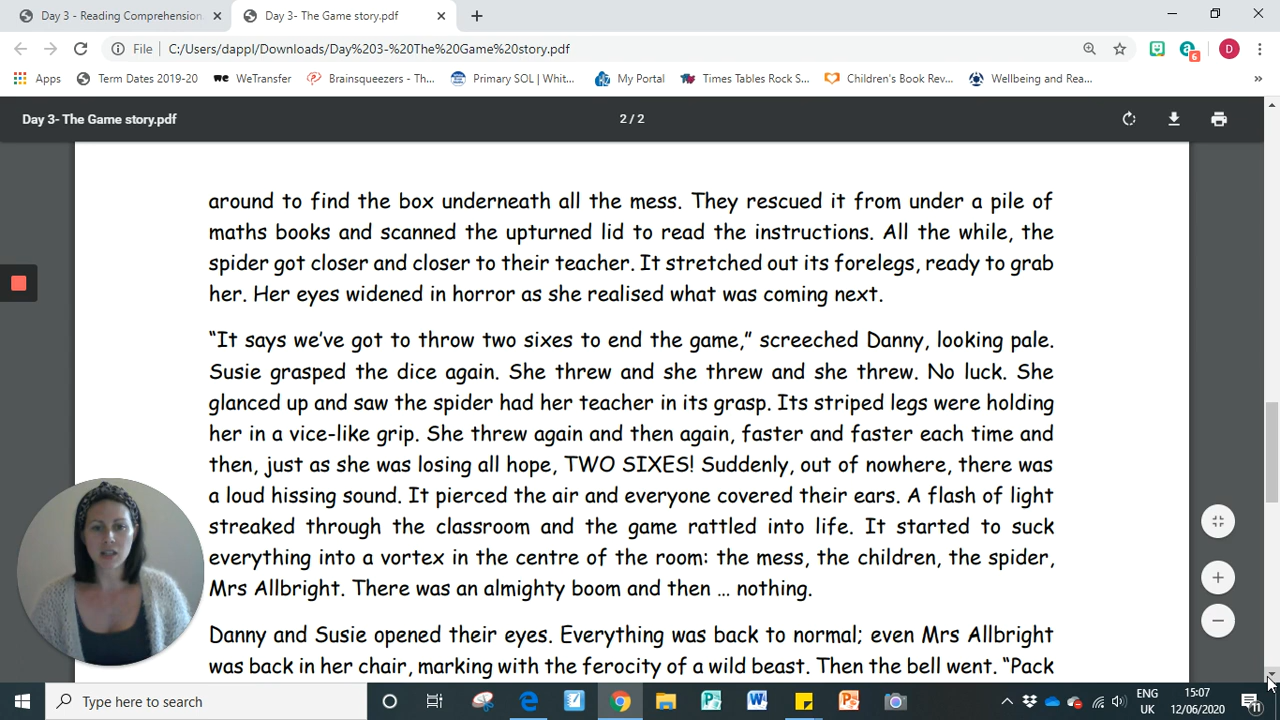 Day 3 - Reading Comprehension
Day 3- The Game story.pdf
File
C:/Users/dappl/Downloads/Day%203-%20The%20Game%20story.pdf
D
6
Apps
Term Dates 2019-20
we WeTransfer
Brainsqueezers - Th...
Primary SOL | Whit...
My Portal
Times Tables Rock S...
Children's Book Rev...
Wellbeing and Rea...
»
Day 3- The Game story.pdf
2 / 2
around to find the box underneath all the mess. They rescued it from under a pile of
maths books and scanned the upturned lid to read the instructions. All the while, the
spider got closer and closer to their teacher. It stretched out its forelegs, ready to grab
her. Her eyes widened in horror as she realised what was coming next.
“It says we’ve got to throw two sixes to end the game,” screeched Danny, looking pale.
Susie grasped the dice again. She threw and she threw and she threw. No luck. She
glanced up and saw the spider had her teacher in its grasp. Its striped legs were holding
her in a vice-like grip. She threw again and then again, faster and faster each time and
then, just as she was losing all hope, TWO SIXES! Suddenly, out of nowhere, there was
a loud hissing sound. It pierced the air and everyone covered their ears. A flash of light
streaked through the classroom and the game rattled into life. It started to suck
everything into a vortex in the centre of the room: the mess, the children, the spider,
Mrs Allbright. There was an almighty boom and then … nothing.
Danny and Susie opened their eyes. Everything was back to normal; even Mrs Allbright
was back in her chair, marking with the ferocity of a wild beast. Then the bell went. “Pack
Type here to search
ENG
UK
15:07
12/06/2020
11